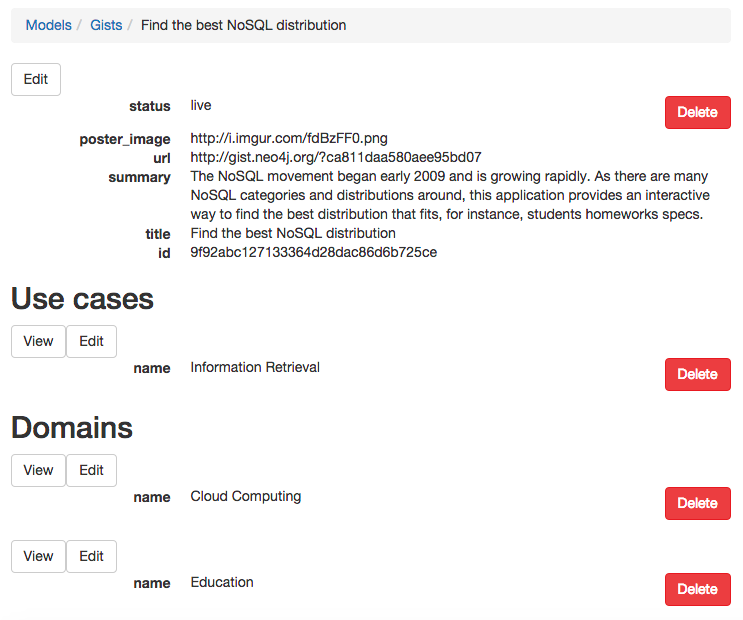 Models / Gists / Find the best NoSQL distribution
Edit
status live
Delete
poster_image http://i.imgur.com/fdBzFF0.png
url http://gist.neo4j.org/?ca811daa580aee95bd07
summary The NoSQL movement began early 2009 and is growing rapidly. As there are many
NoSQL categories and distributions around, this application provides an interactive
way to find the best distribution that fits, for instance, students homeworks specs.
title Find the best NoSQL distribution
id 9f92abc127133364d28dac86d6b725ce
Use cases
View Edit
name Information Retrieval
Delete
Domains
View Edit
name Cloud Computing
Delete
View Edit
name Education
Delete